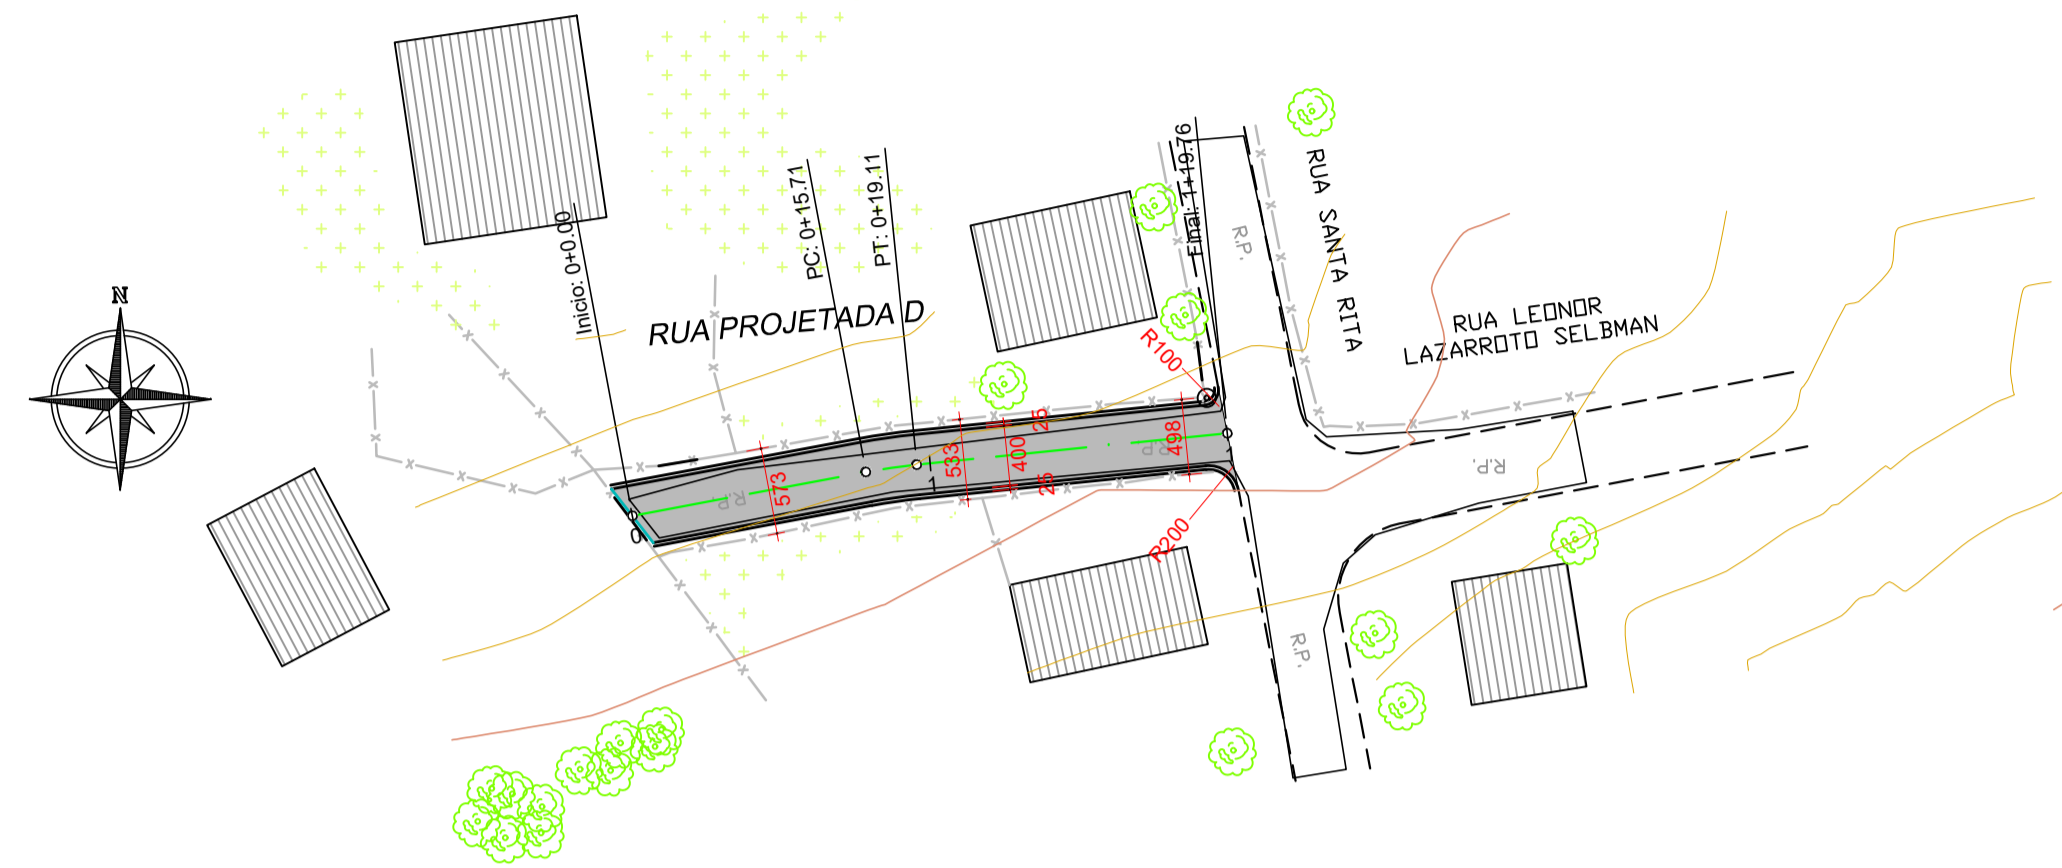 N
Inicio: 0+0.00
PC: 0+15.71
PT: 0+19.11
Final: 1+19.76
RUA PROJETADA D
RUA SANTA RITA
RUA LEONOR
LAZARROTO SELBMAN
R.P.
R100
25
400
25
533
498
573
R.P.
R.P.
R.P.
R.P.
0
1
R200